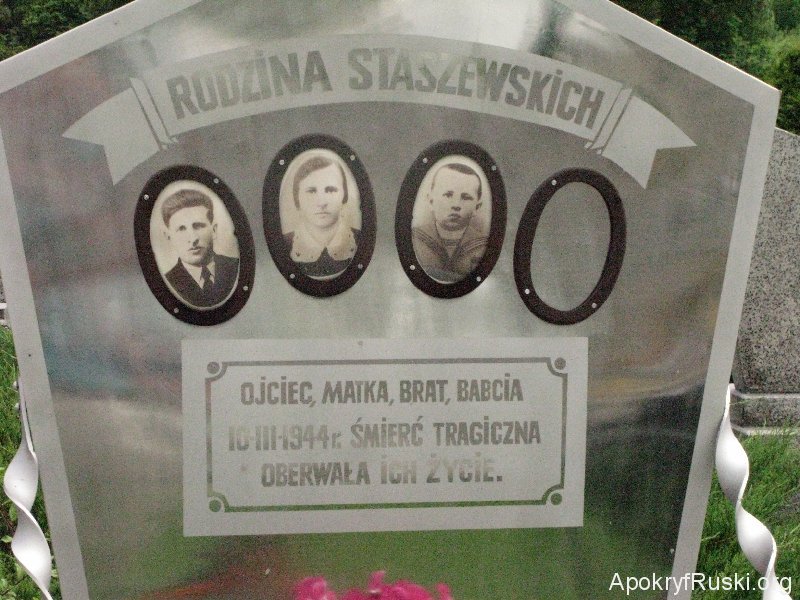 RODZINA STASZEWSKICH
OJCIEC, MATKA, BRAT, BABCIA
10-III-1944r. ŚMIERĆ TRAGICZNA
OBERWAŁA ICH ŻYCIE.
ApokryfRuski.org